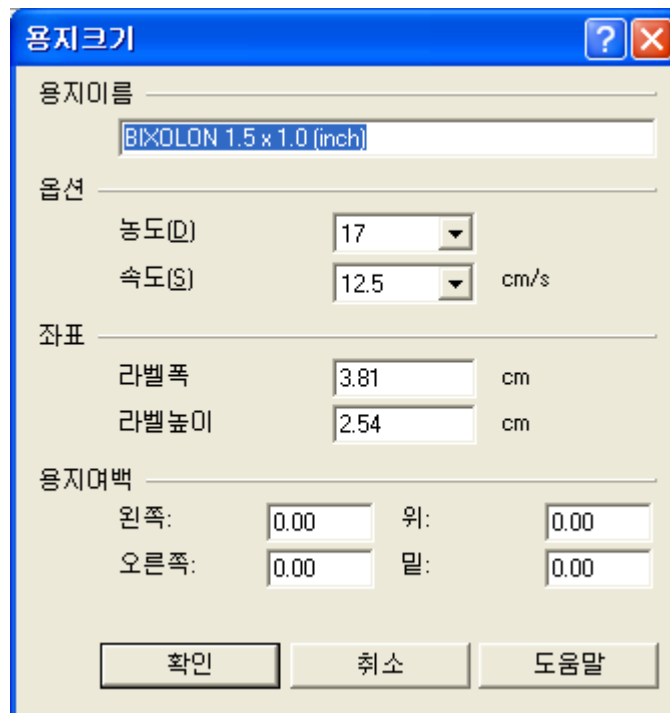 용지크기
용지이름
BIXOLON 1.5 x 1.0 (inch)
옵션
농도(D) 17
속도(S) 12.5 cm/s
좌표
라벨폭 3.81 cm
라벨높이 2.54 cm
용지여백
왼쪽: 0.00 위: 0.00
오른쪽: 0.00 밑: 0.00
확인 취소 도움말